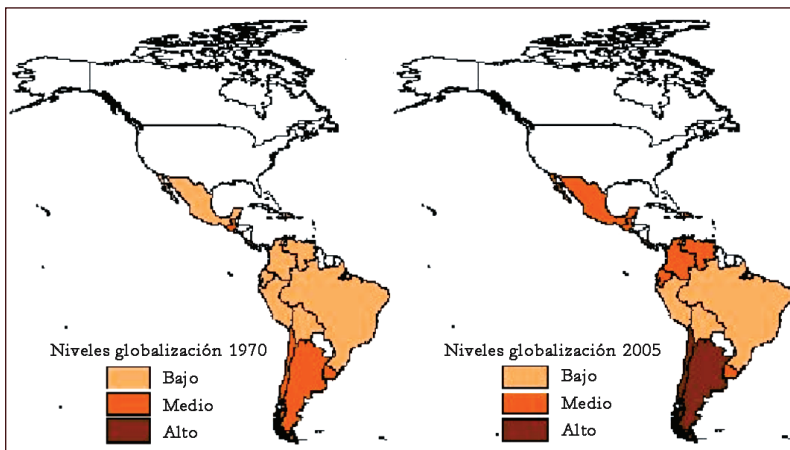 Niveles globalización 1970
Bajo
Medio
Alto
Niveles globalización 2005
Bajo
Medio
Alto